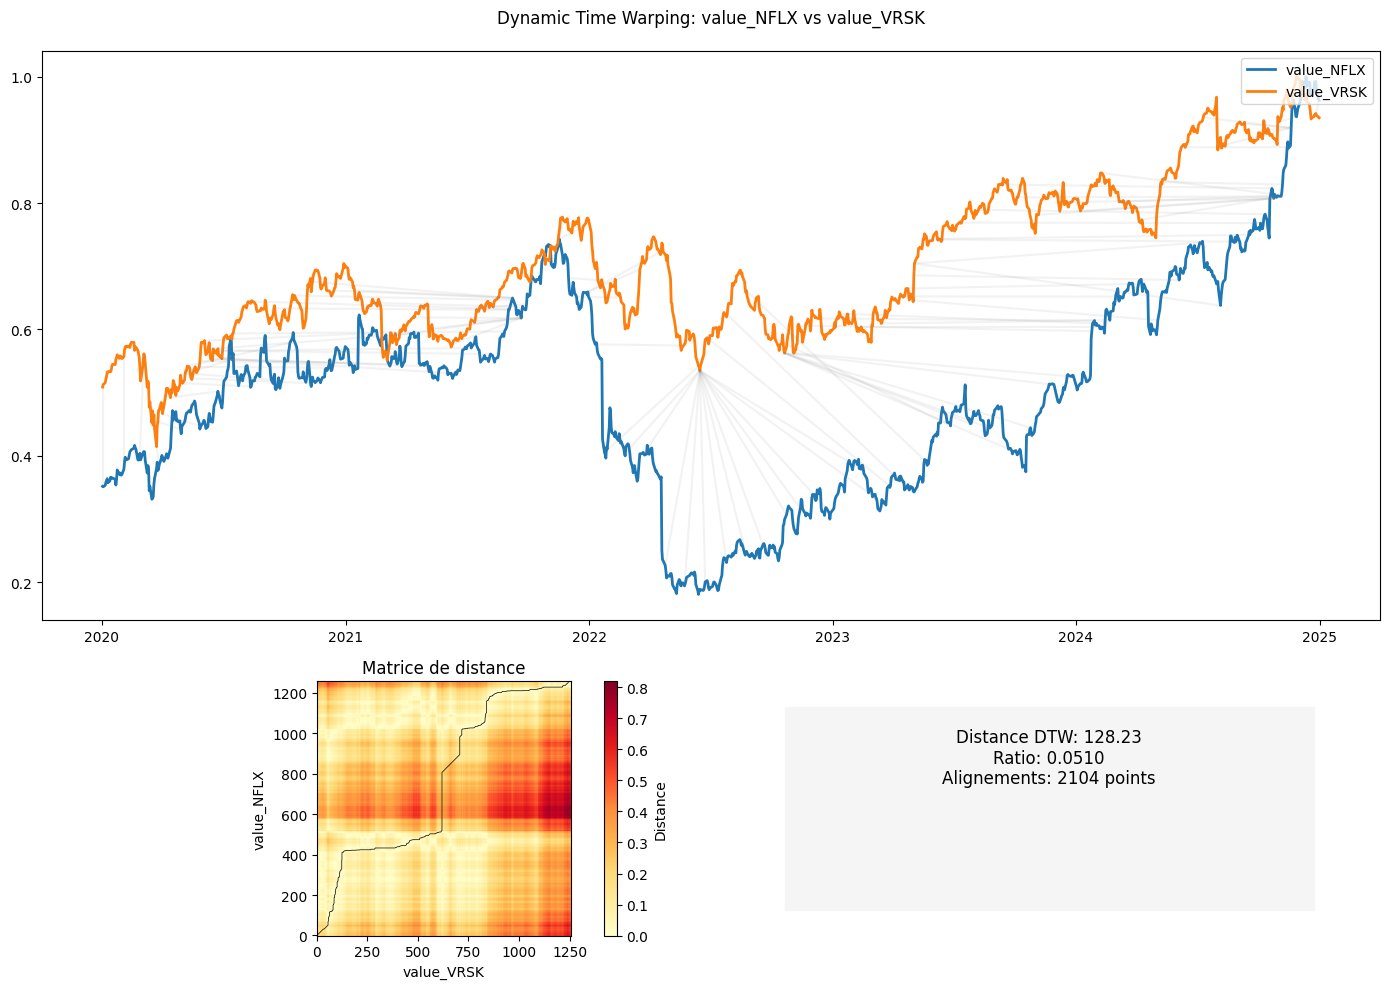 Dynamic Time Warping: value_NFLX vs value_VRSK
value_NFLX
value_VRSK
1.0
0.8
0.6
0.4
0.2
2020 2021 2022 2023 2024 2025
Matrice de distance
value_NFLX
1200
1000
800
600
400
200
0
0 250 500 750 1000 1250
value_VRSK
0.8
0.7
0.6
0.5
0.4
0.3
0.2
0.1
0.0
Distance
Distance DTW: 128.23
Ratio: 0.0510
Alignements: 2104 points